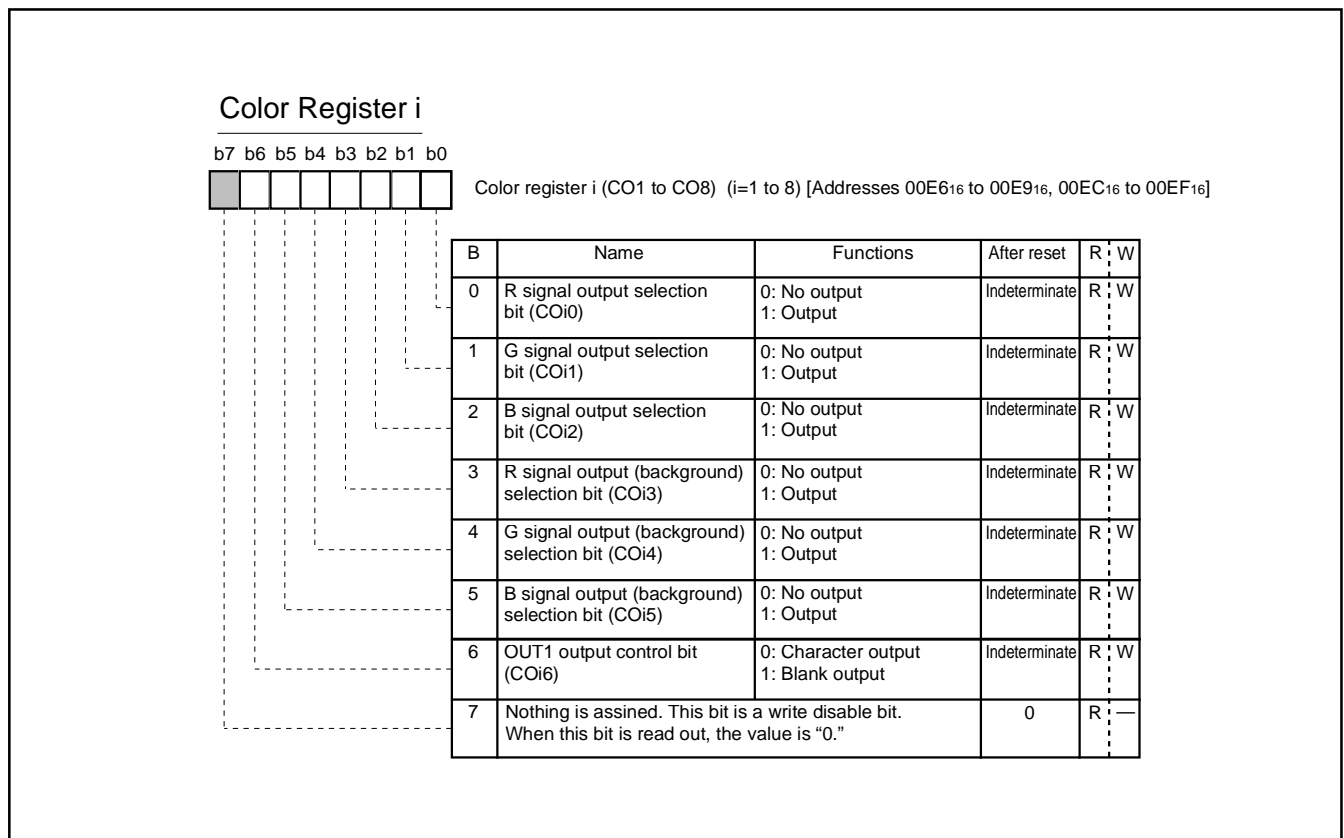 Color Register i
b7 b6 b5 b4 b3 b2 b1 b0
Color register i (CO1 to CO8) (i=1 to 8) [Addresses 00E616 to 00E916, 00EC16 to 00EF16]
B Name Functions After reset R W
0 R signal output selection bit (COi0) 0: No output 1: Output Indeterminate R W
1 G signal output selection bit (COi1) 0: No output 1: Output Indeterminate R W
2 B signal output selection bit (COi2) 0: No output 1: Output Indeterminate R W
3 R signal output (background) selection bit (COi3) 0: No output 1: Output Indeterminate R W
4 G signal output (background) selection bit (COi4) 0: No output 1: Output Indeterminate R W
5 B signal output (background) selection bit (COi5) 0: No output 1: Output Indeterminate R W
6 OUT1 output control bit (COi6) 0: Character output 1: Blank output Indeterminate R W
7 Nothing is assined. This bit is a write disable bit. When this bit is read out, the value is “0.” 0 R —